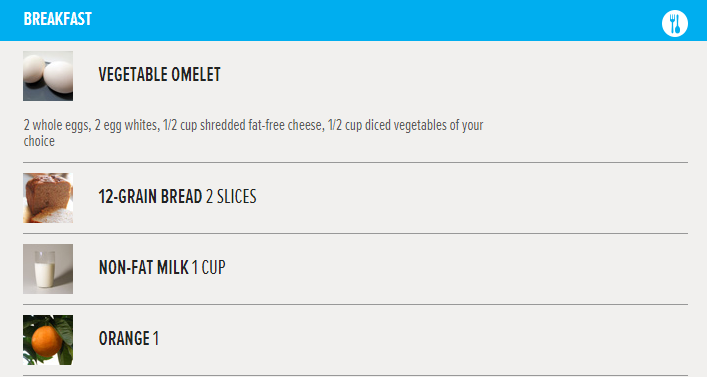 BREAKFAST
VEGETABLE OMELET
2 whole eggs, 2 egg whites, 1/2 cup shredded fat-free cheese, 1/2 cup diced vegetables of your
choice
12-GRAIN BREAD 2 SLICES
NON-FAT MILK 1 CUP
ORANGE 1